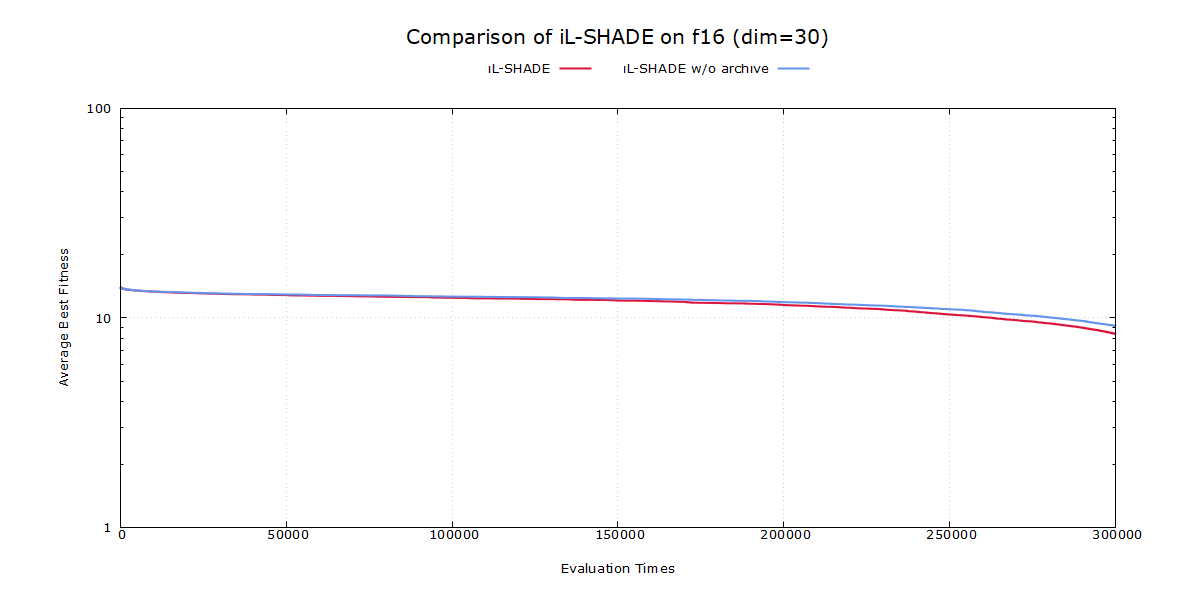 Comparison of iL-SHADE on f16 (dim=30)
iL-SHADE iL-SHADE w/o archive
100
10
1
Average Best Fitness
0 50000 100000 150000 200000 250000 300000
Evaluation Times